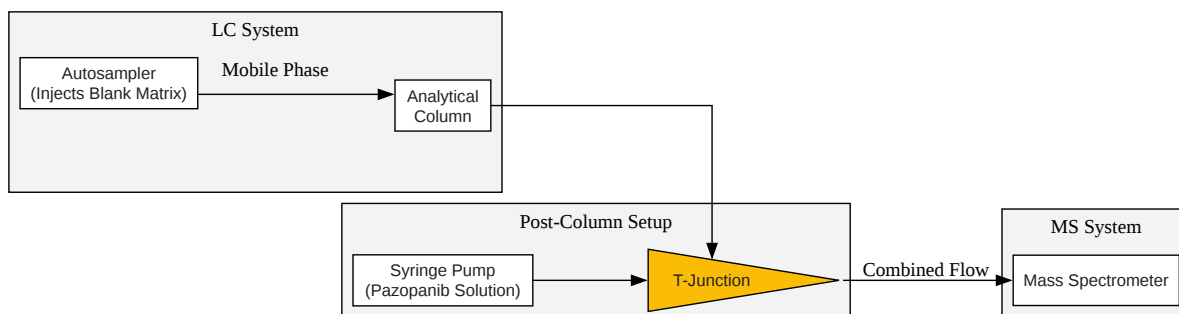 LC System
Autosampler
(Injects Blank Matrix)
Mobile Phase
Analytical
Column
Post-Column Setup
Syringe Pump
(Pazopanib Solution)
T-Junction
Combined Flow
MS System
Mass Spectrometer